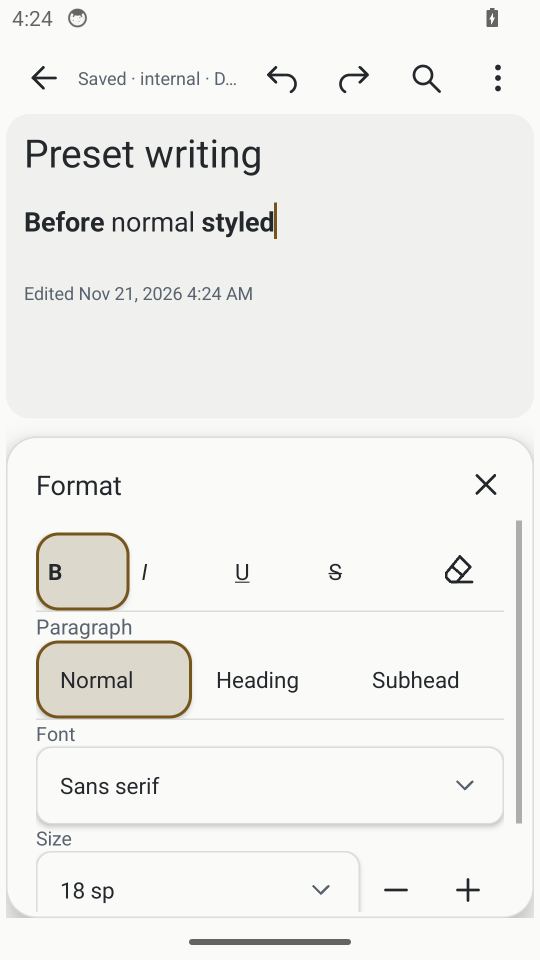 4:24
Saved · internal · D...
Preset writing
Before normal styled
Edited Nov 21, 2026 4:24 AM
Format
B I U S
Paragraph
Normal Heading Subhead
Font
Sans serif
Size
18 sp